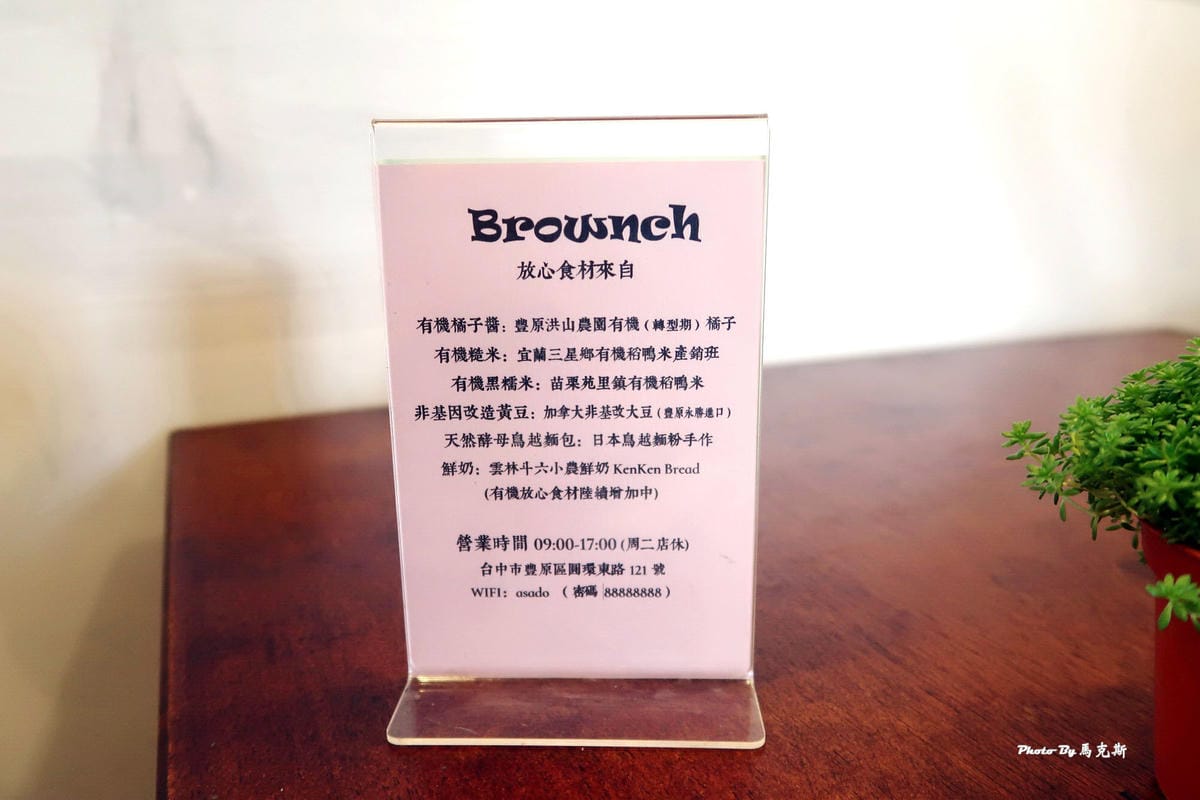 Brownch
放心食材來自
有機橘子醬：豐原洪山農園有機（轉型期）橘子
有機糙米：宜蘭三星鄉有機稻鴨米產銷班
有機黑糯米：苗栗苑里鎮有機稻鴨米
非基因改造黃豆：加拿大非基改大豆（豐原永勝進口）
天然酵母鳥越麵包：日本鳥越麵粉手作
鮮奶：雲林斗六小農鮮奶 KenKen Bread
(有機放心食材陸續增加中)
營業時間 09:00-17:00 (周二店休)
台中市豐原區圓環東路 121 號
WIFI：asado （密碼 88888888）
Photo By 馬克斯